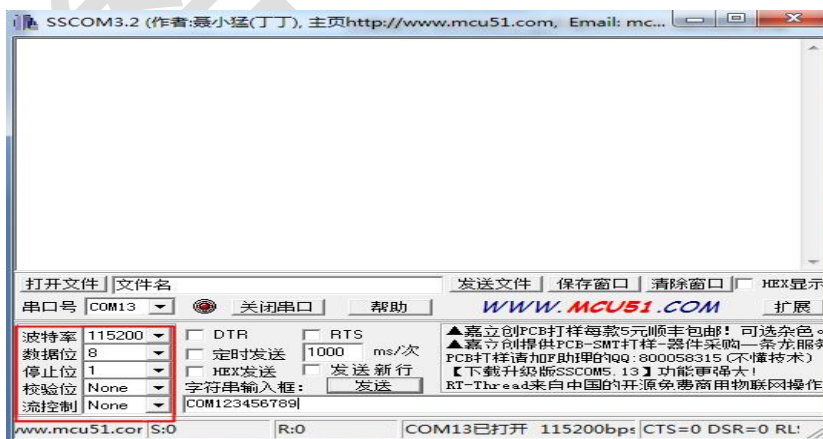 SSCOM3.2 (作者:聂小猛(丁丁), 主页http://www.mcu51.com, Email: mc...
打开文件 文件名 发送文件 保存窗口 清除窗口 HEX显示
串口号 COM13 关闭串口 帮助 WWW.MCU51.COM 扩展
波特率 115200 DTR RTS
数据位 8 定时发送 1000 ms/次
停止位 1 HEX发送 发送新行
校验位 None 字符串输入框: 发送
流控制 None COM123456789
▲嘉立创PCB打样每款5元顺丰包邮! 可选杂色。
▲嘉立创提供PCB-SMT打样-器件采购一条龙服务
PCB打样请加F助理的QQ:800058315(不懂技术)
【下载升级版SSCOM5.13】功能更强大!
RT-Thread来自中国的开源免费商用物联网操作
www.mcu51.cor S:0 R:0 COM13已打开 115200bps CTS=0 DSR=0 RL